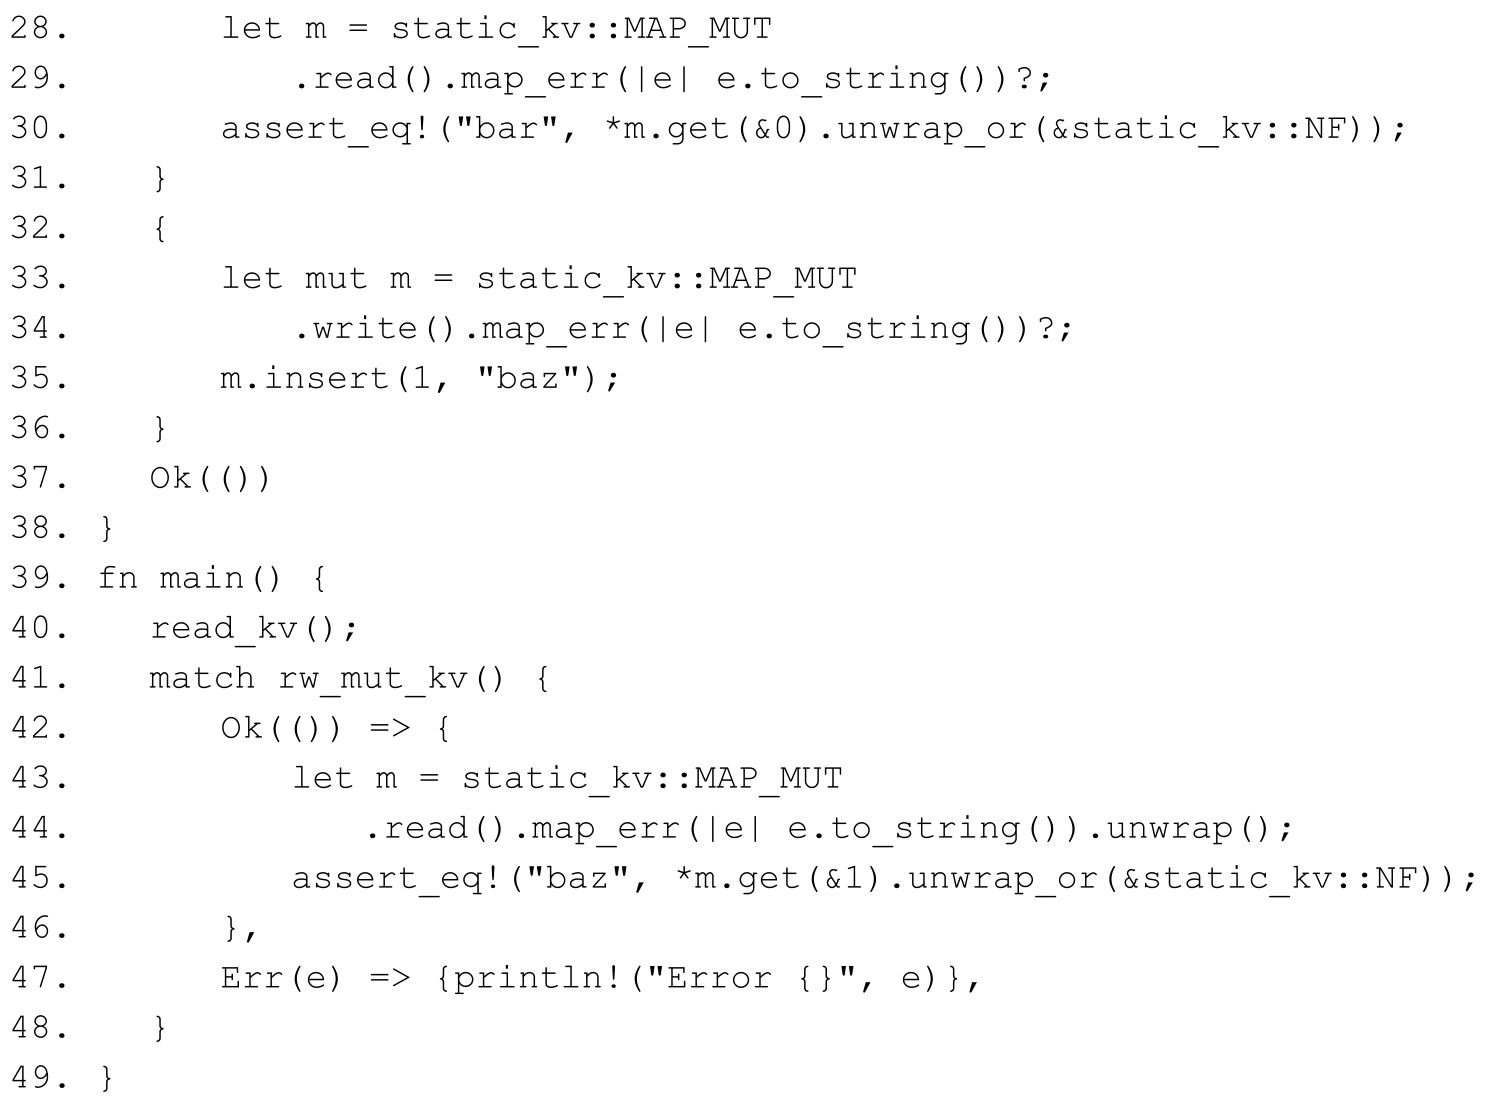 28.       let m = static_kv::MAP_MUT
29.          .read().map_err(|e| e.to_string())?;
30.       assert_eq!("bar", *m.get(&0).unwrap_or(&static_kv::NF));
31.    }
32.    {
33.       let mut m = static_kv::MAP_MUT
34.          .write().map_err(|e| e.to_string())?;
35.       m.insert(1, "baz");
36.    }
37.    Ok(())
38. }
39. fn main() {
40.    read_kv();
41.    match rw_mut_kv() {
42.       Ok(()) => {
43.          let m = static_kv::MAP_MUT
44.             .read().map_err(|e| e.to_string()).unwrap();
45.          assert_eq!("baz", *m.get(&1).unwrap_or(&static_kv::NF));
46.       },
47.       Err(e) => {println!("Error {}", e)},
48.    }
49. }